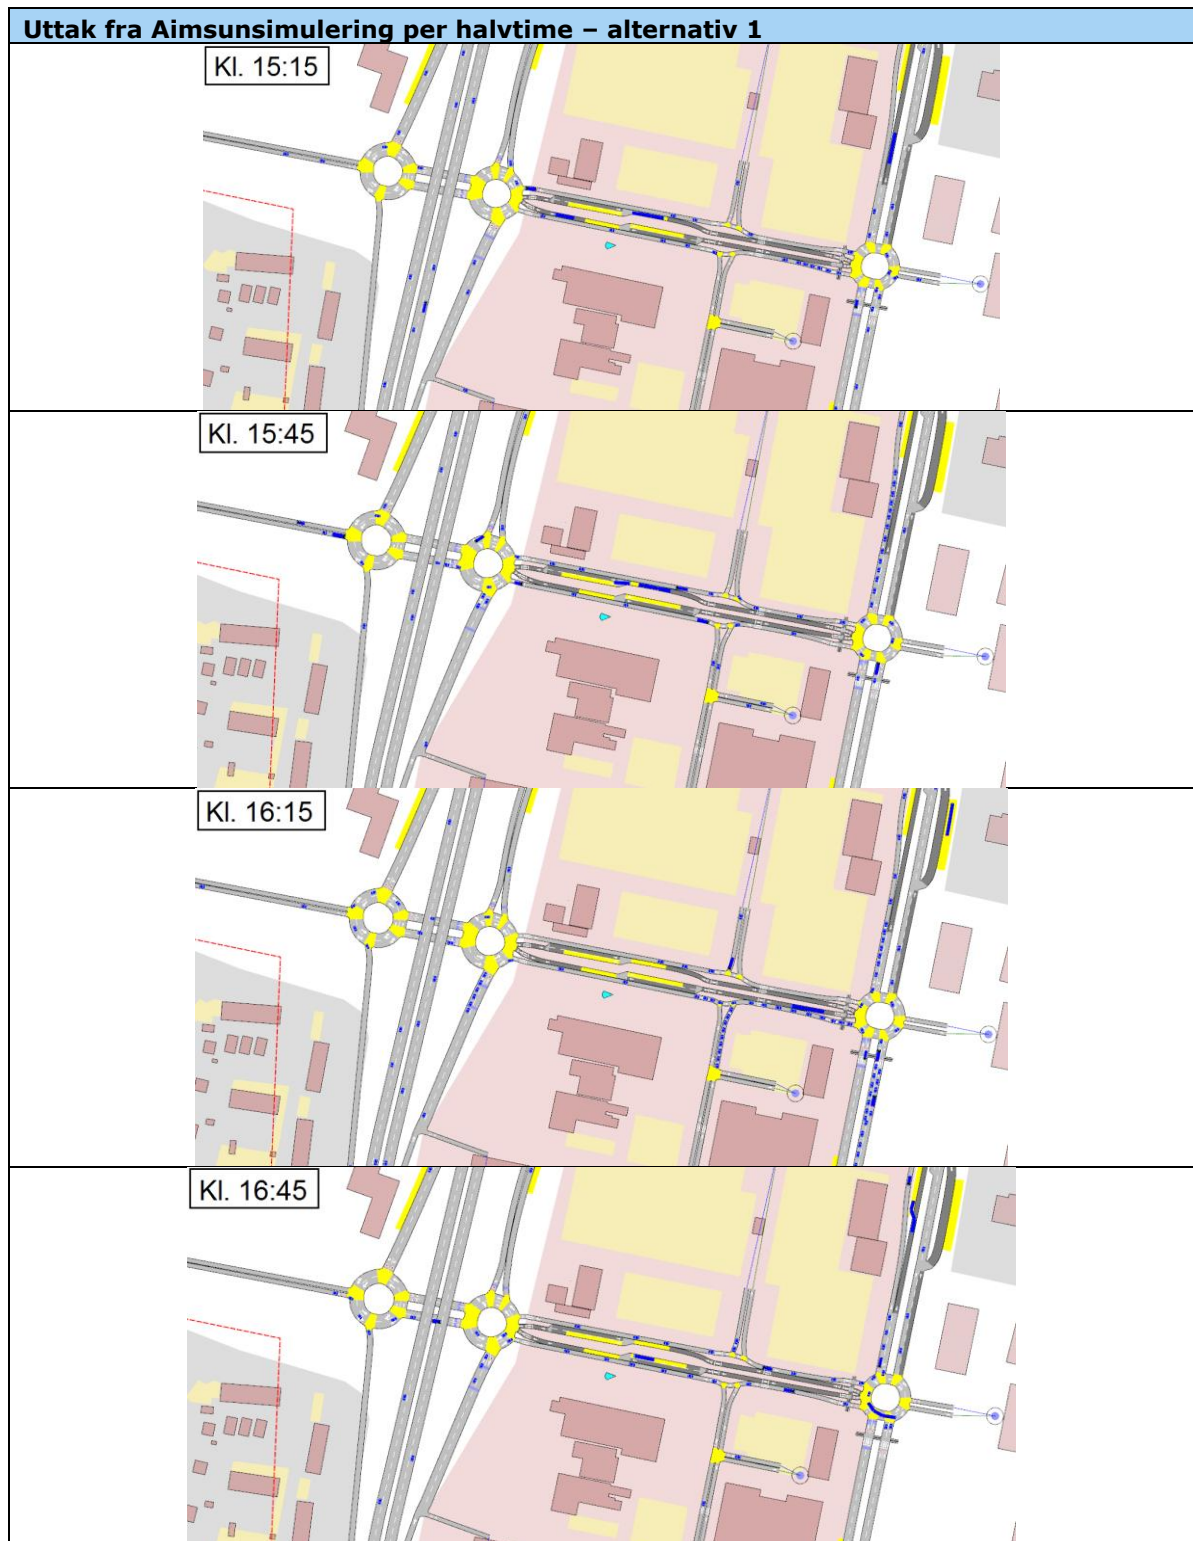 Uttak fra Aimsunsimulering per halvtime – alternativ 1
Kl. 15:15
Kl. 15:45
Kl. 16:15
Kl. 16:45